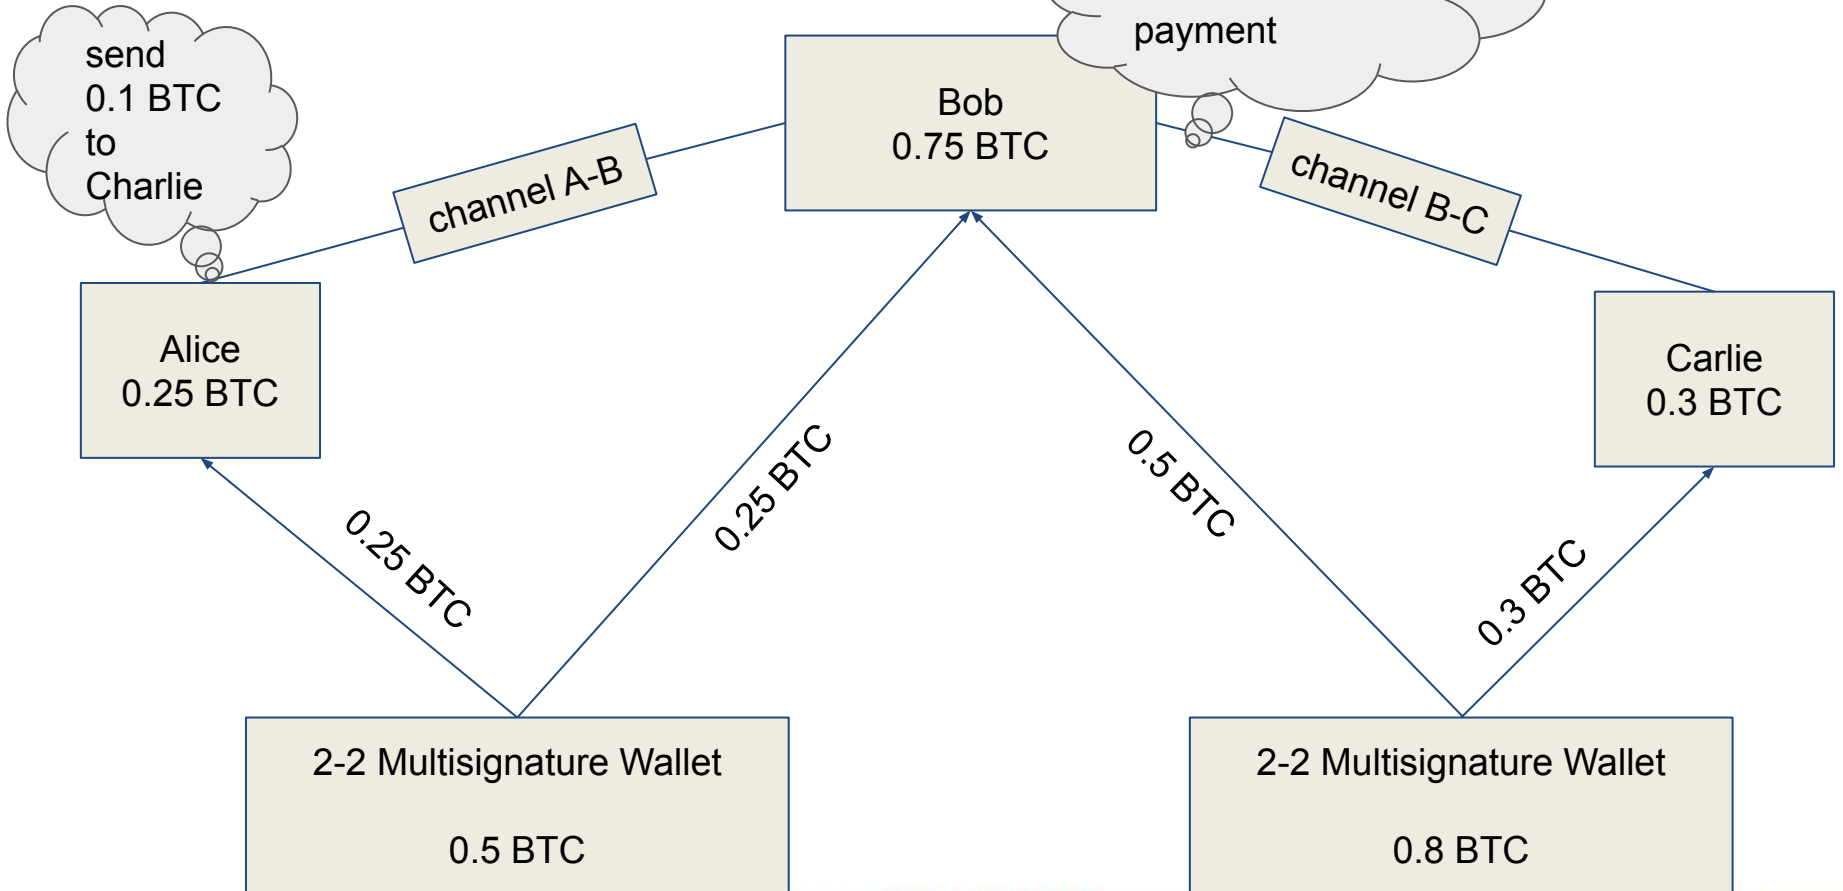 send
0.1 BTC
to
Charlie
payment
Bob
0.75 BTC
channel A-B
channel B-C
Alice
0.25 BTC
Carlie
0.3 BTC
0.25 BTC
0.25 BTC
0.5 BTC
0.3 BTC
2-2 Multisignature Wallet
0.5 BTC
2-2 Multisignature Wallet
0.8 BTC